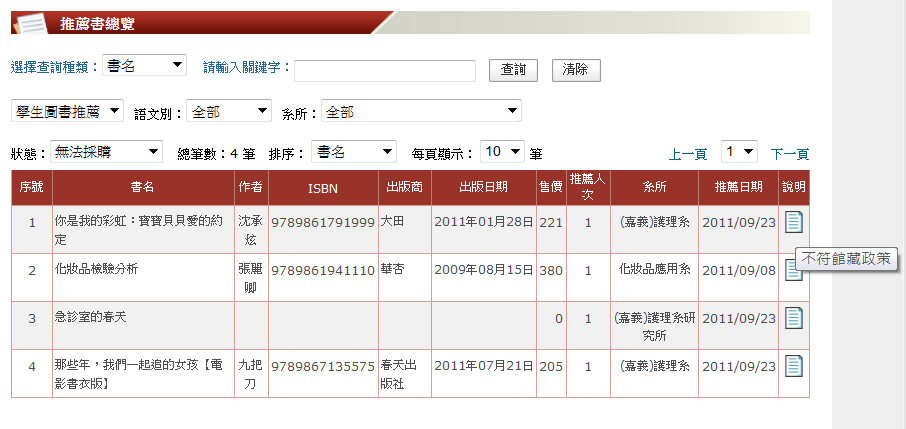 推薦書總覽
選擇查詢種類： 書名 請輸入關鍵字： 查詢 清除
學生圖書推薦 語文別： 全部 系所： 全部
狀態： 無法採購 總筆數：4 筆 排序： 書名 每頁顯示： 10 筆 上一頁 1 下一頁
序號 書名 作者 ISBN 出版商 出版日期 售價 推薦人次 系所 推薦日期 說明
1 你是我的彩虹：寶寶貝貝愛的約定 沈承炫 9789861791999 大田 2011年01月28日 221 1 (嘉義)護理系 2011/09/23
不符館藏政策
2 化妝品檢驗分析 張麗卿 9789861941110 華杏 2009年08月15日 380 1 化妝品應用系 2011/09/08
3 急診室的春天 0 1 (嘉義)護理系研究所 2011/09/23
4 那些年，我們一起追的女孩【電影書衣版】 九把刀 9789867135575 春天出版社 2011年07月21日 205 1 (嘉義)護理系 2011/09/23